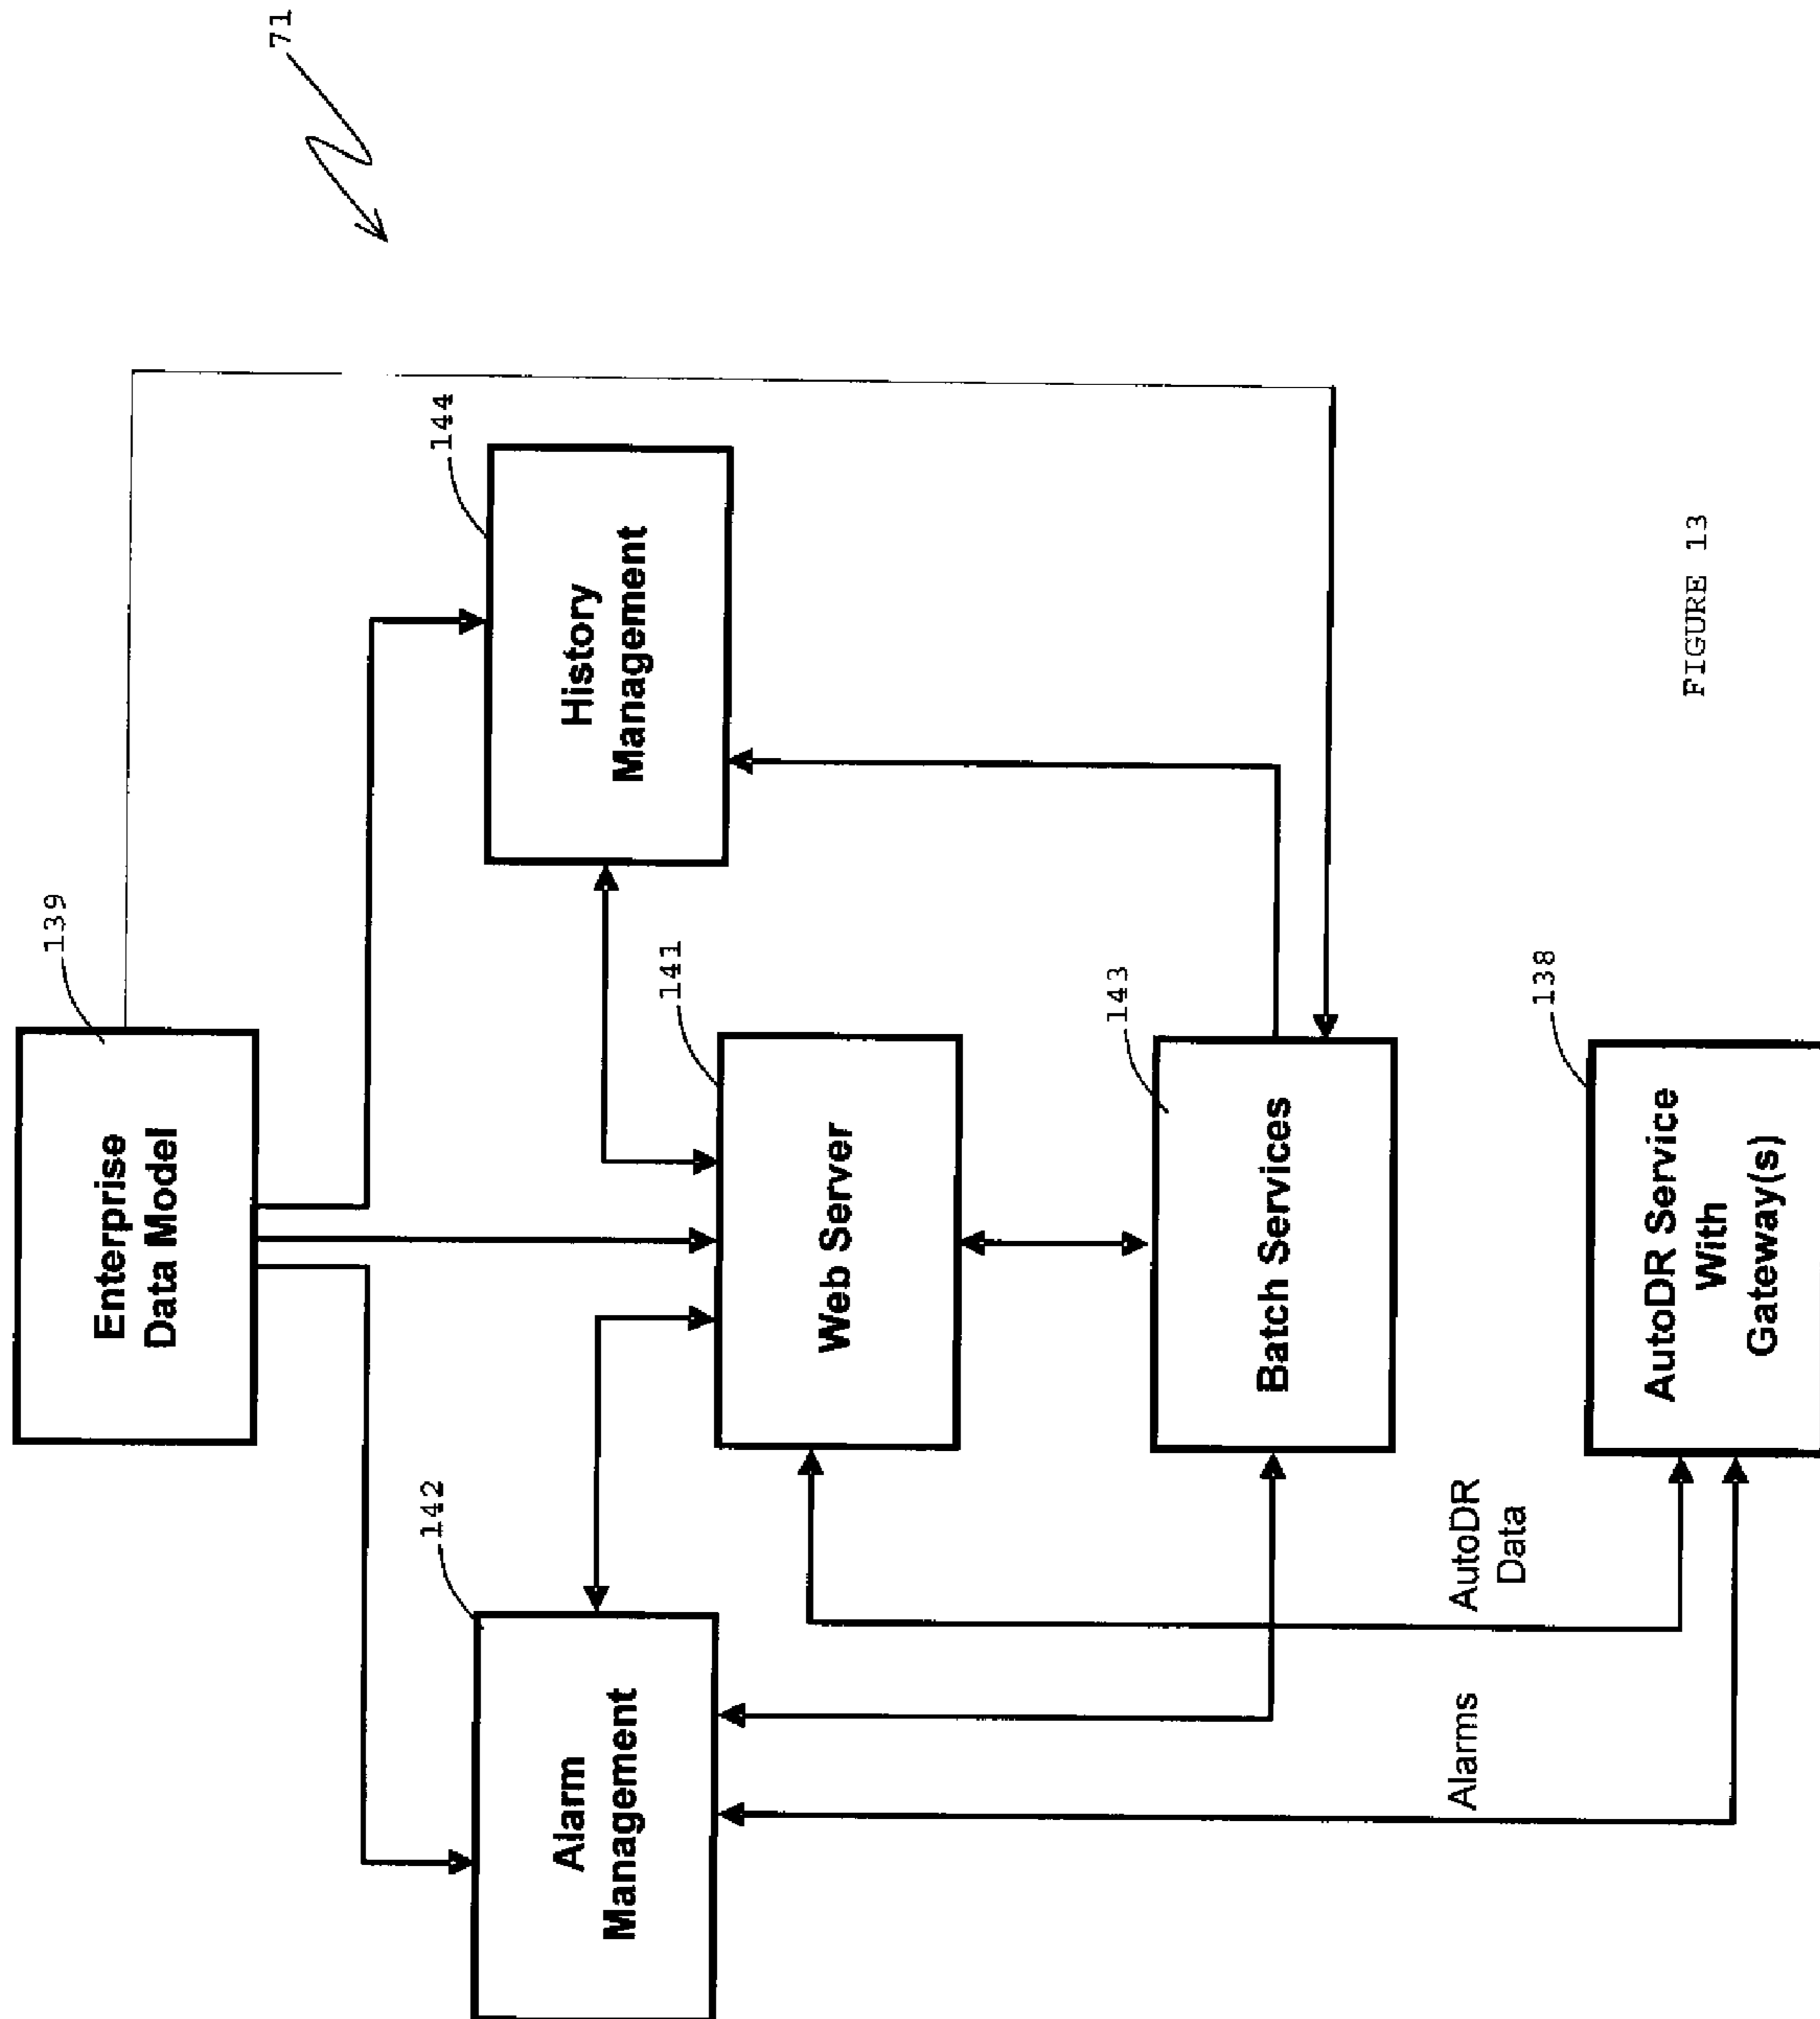 71
139
Enterprise
Data Model
142
Alarm
Management
144
History
Management
141
Web Server
143
Batch Services
Alarms
AutoDR
Data
138
AutoDR Service
With
Gateway(s)
FIGURE 13